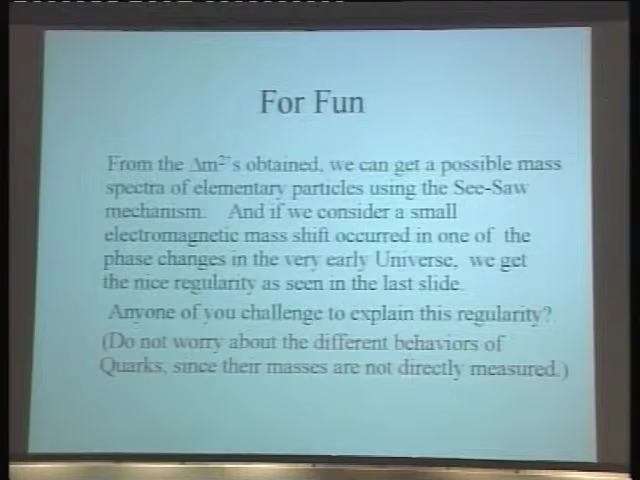 For Fun
From the Δm²'s obtained, we can get a possible mass
spectra of elementary particles using the See-Saw
mechanism. And if we consider a small
electromagnetic mass shift occurred in one of the
phase changes in the very early Universe, we get
the nice regularity as seen in the last slide.
Anyone of you challenge to explain this regularity?
(Do not worry about the different behaviors of
Quarks, since their masses are not directly measured.)